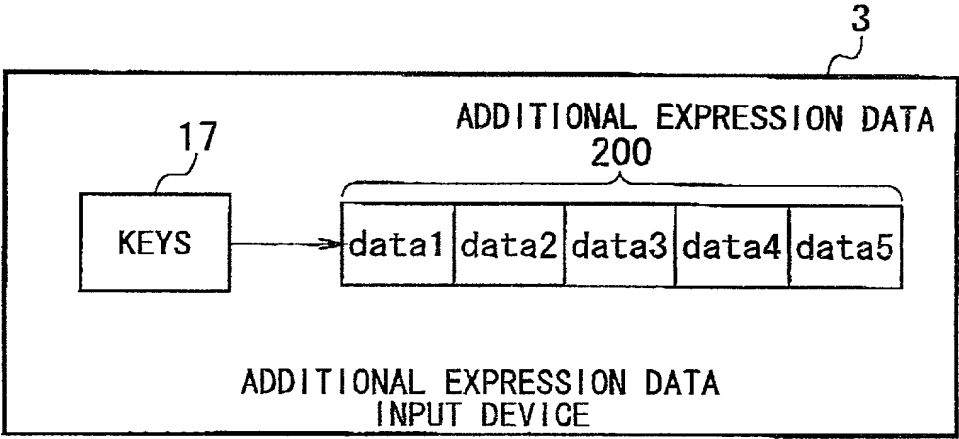 3
ADDITIONAL EXPRESSION DATA
17
200
KEYS
data1 data2 data3 data4 data5
ADDITIONAL EXPRESSION DATA
INPUT DEVICE